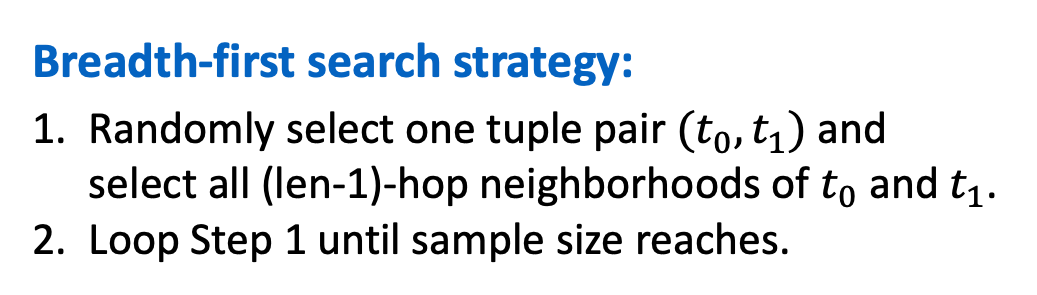 Breadth-first search strategy:
1. Randomly select one tuple pair (t₀, t₁) and
select all (len-1)-hop neighborhoods of t₀ and t₁.
2. Loop Step 1 until sample size reaches.